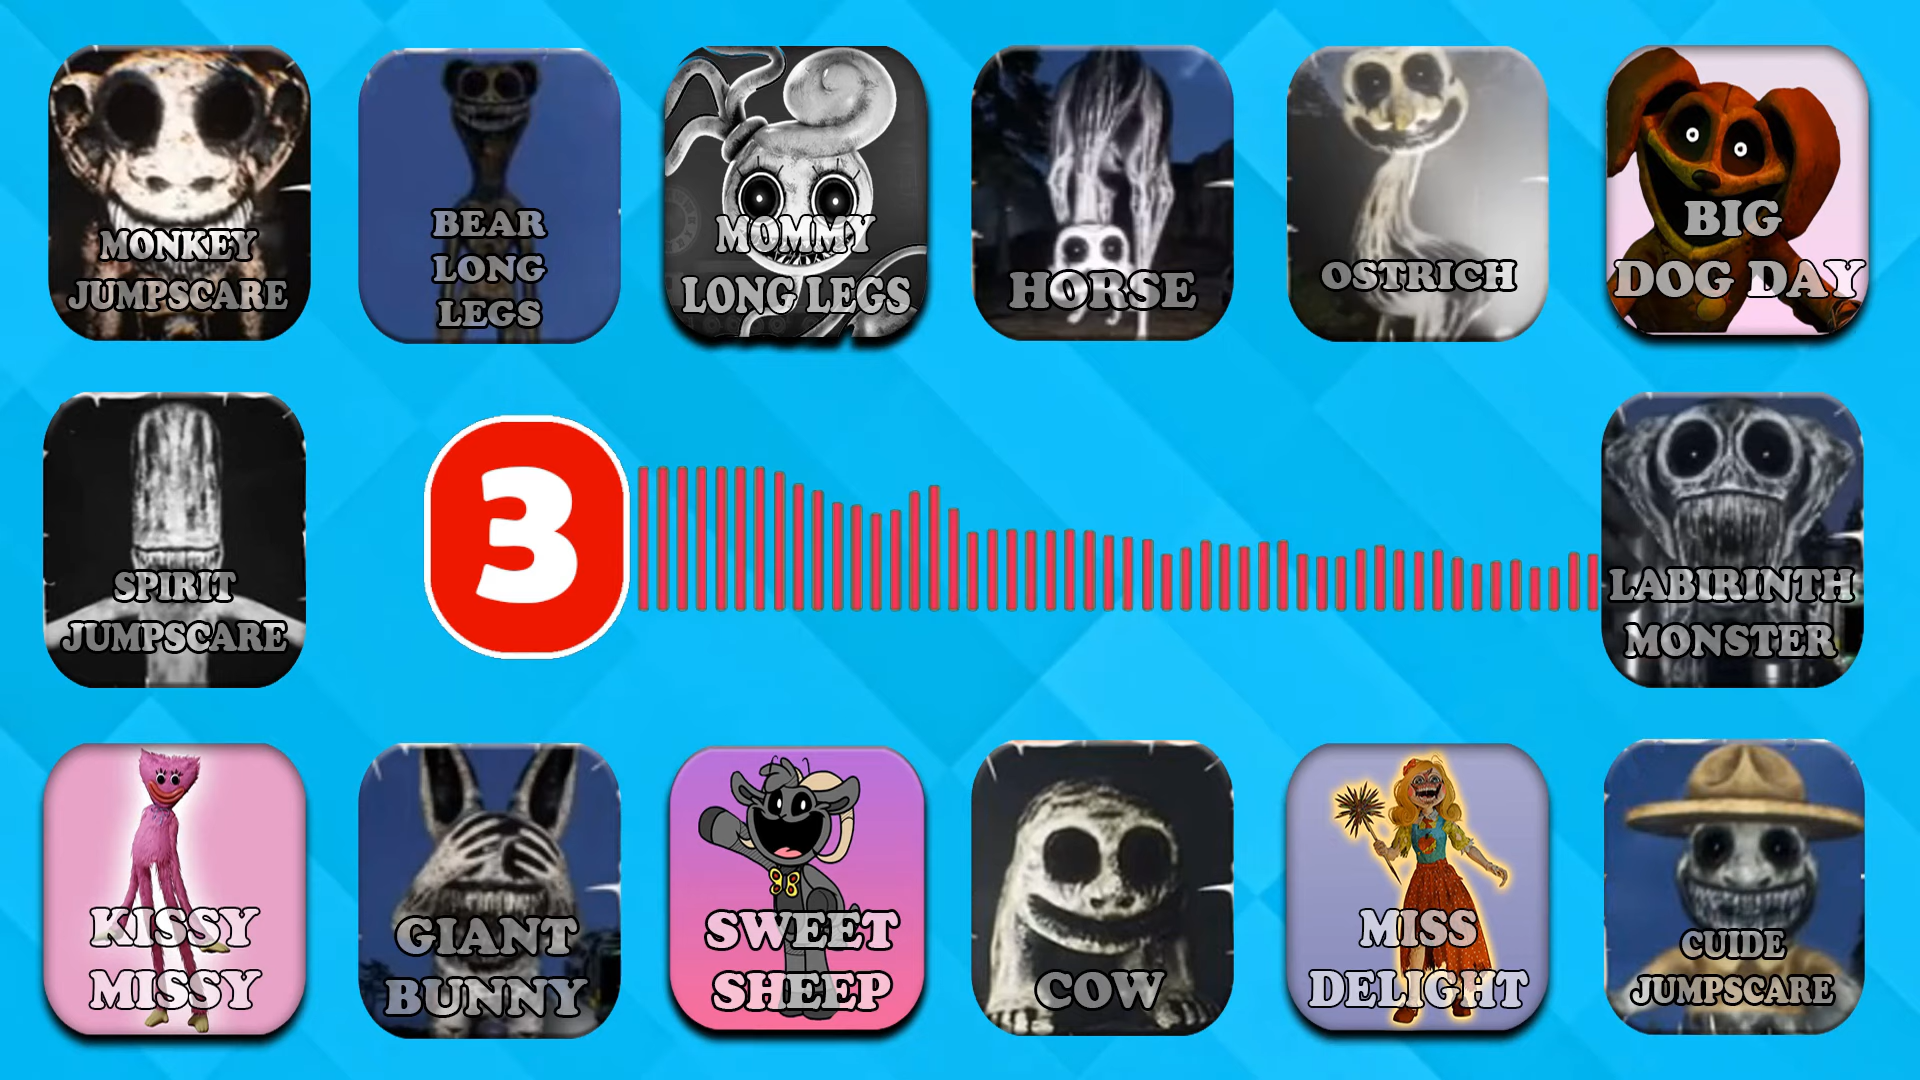 MONKEY
JUMPSCARE
BEAR
LONG
LEGS
MOMMY
LONG LEGS
HORSE
OSTRICH
BIG
DOG DAY
SPIRIT
JUMPSCARE
3
LABIRINTH
MONSTER
KISSY
MISSY
GIANT
BUNNY
SWEET
SHEEP
COW
MISS
DELIGHT
CUIDE
JUMPSCARE